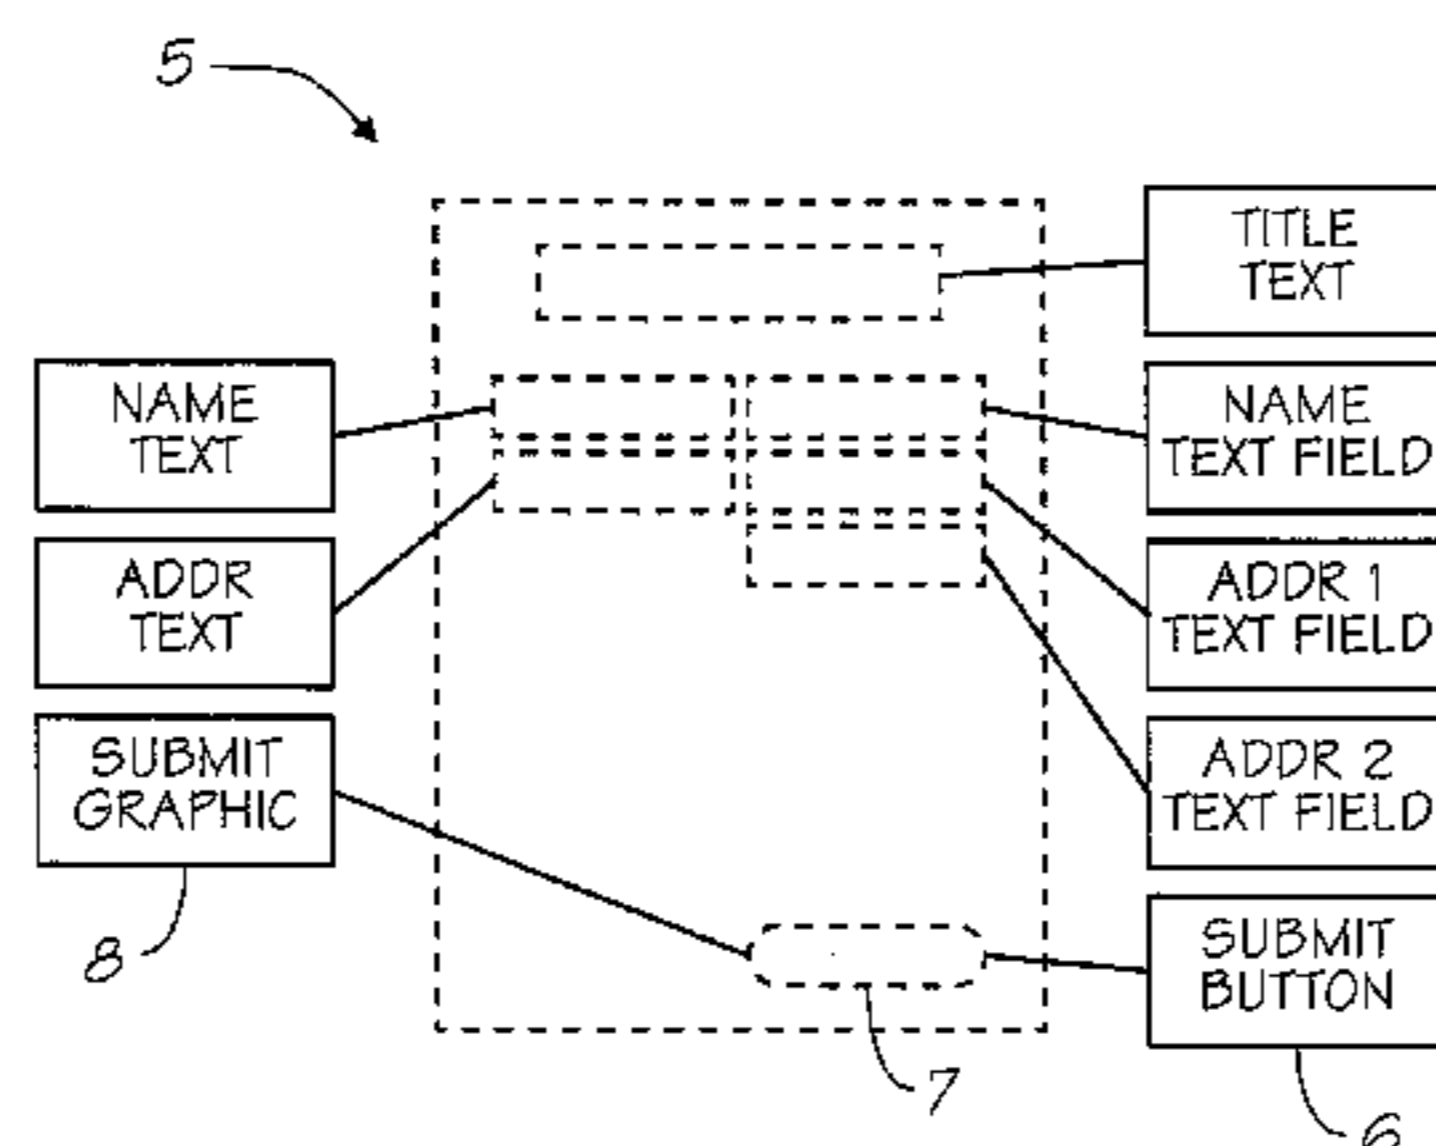 5
TITLE
TEXT
NAME
TEXT
NAME
TEXT FIELD
ADDR
TEXT
ADDR 1
TEXT FIELD
SUBMIT
GRAPHIC
ADDR 2
TEXT FIELD
SUBMIT
BUTTON
8
7
6